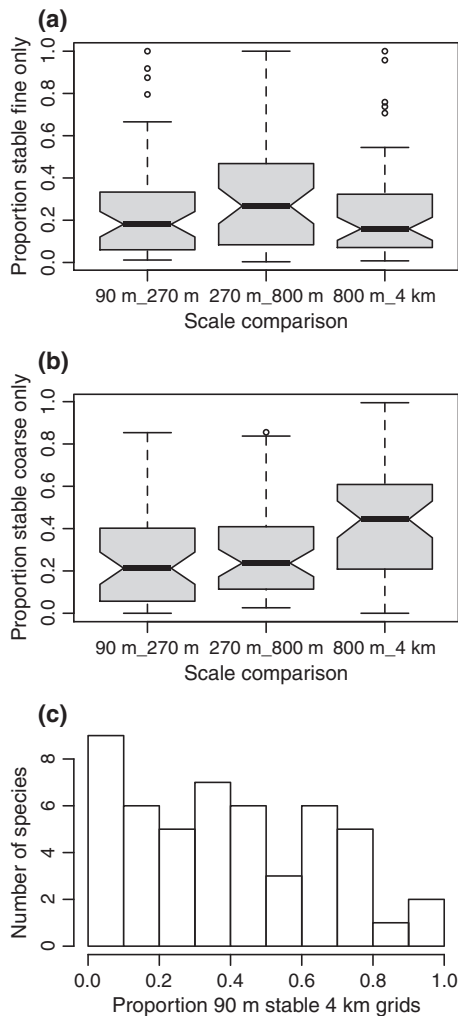 (a)
Proportion stable fine only
1.0
0.8
0.6
0.4
0.2
0.0
90 m_270 m 270 m_800 m 800 m_4 km
Scale comparison
(b)
Proportion stable coarse only
1.0
0.8
0.6
0.4
0.2
0.0
90 m_270 m 270 m_800 m 800 m_4 km
Scale comparison
(c)
Number of species
8
6
4
2
0
0.0 0.2 0.4 0.6 0.8 1.0
Proportion 90 m stable 4 km grids